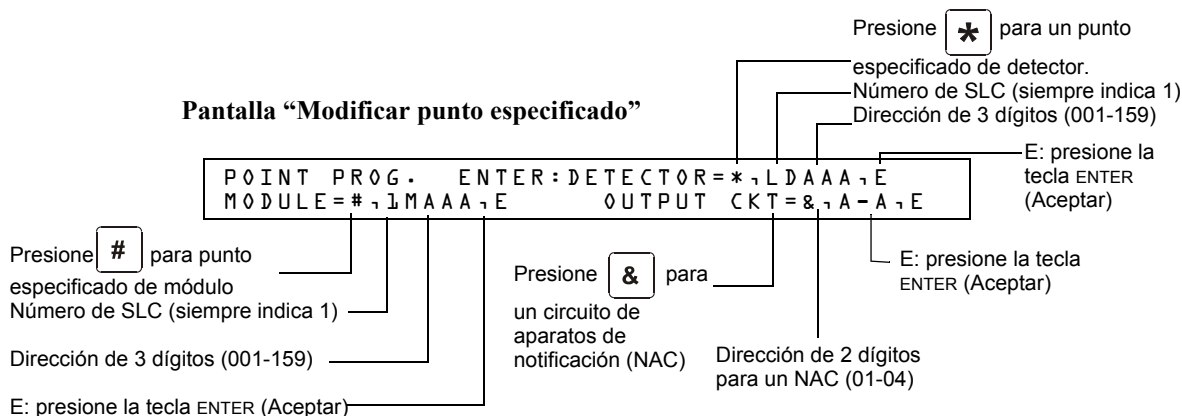 Presione * para un punto
especificado de detector.
Número de SLC (siempre indica 1)
Dirección de 3 dígitos (001-159)
Pantalla “Modificar punto especificado”
E: presione la
tecla ENTER
(Aceptar)
POINT PROG. ENTER:DETECTOR=*,LDAAA,E
MODULE=#,1MAAA,E OUTPUT CKT=&,A-A,E
Presione # para punto
especificado de módulo
Número de SLC (siempre indica 1)
Dirección de 3 dígitos (001-159)
E: presione la tecla ENTER (Aceptar)
Presione & para
un circuito de
aparatos de
notificación (NAC)
Dirección de 2 dígitos
para un NAC (01-04)
E: presione la tecla
ENTER (Aceptar)